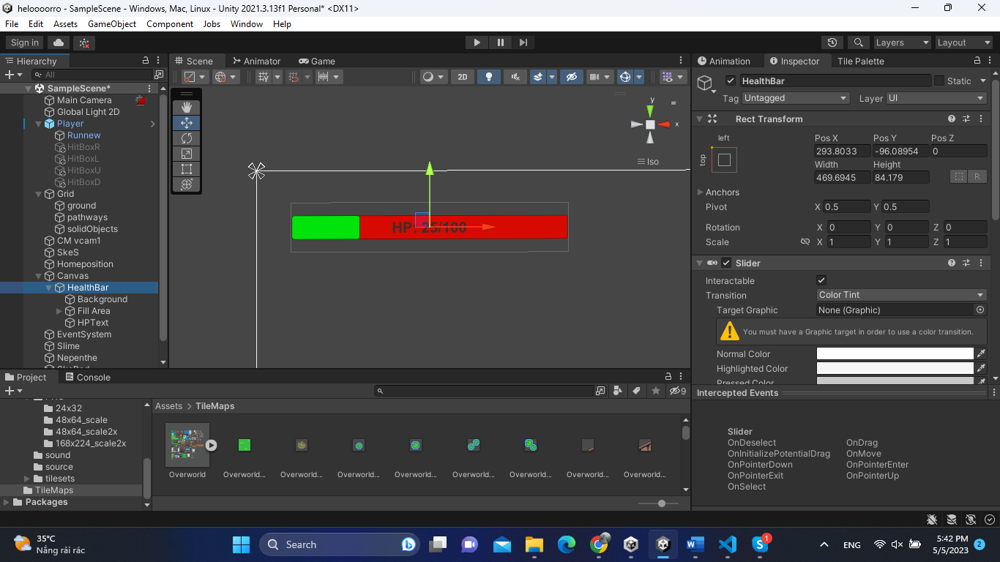 heloooorro - SampleScene - Windows, Mac, Linux - Unity 2021.3.13f1 Personal* <DX11>
File Edit Assets GameObject Component Jobs Window Help
Sign in
Layers Layout
Hierarchy
All
SampleScene*
Main Camera
Global Light 2D
Player
Runnew
HitBoxR
HitBoxL
HitBoxU
HitBoxD
Grid
ground
pathways
solidObjects
CM vcam1
SkeS
Homeposition
Canvas
HealthBar
Background
Fill Area
HPText
EventSystem
Slime
Nepenthe
Scene Animator Game
2D
y
x
Iso
HP: 25/100
Animation Inspector Tile Palette
HealthBar Static
Tag Untagged Layer UI
Rect Transform
left
top
Pos X Pos Y Pos Z
293.8033 -96.08954 0
Width Height
469.6945 84.179
R
Anchors
Pivot X 0.5 Y 0.5
Rotation X 0 Y 0 Z 0
Scale X 1 Y 1 Z 1
Slider
Interactable
Transition Color Tint
Target Graphic None (Graphic)
You must have a Graphic target in order to use a color transition.
Normal Color
Highlighted Color
Pressed Color
Intercepted Events
Slider
OnDeselect OnDrag
OnInitializePotentialDrag OnMove
OnPointerDown OnPointerEnter
OnPointerExit OnPointerUp
OnSelect
Project Console
9
24x32
48x64_scale
48x64_scale2x
168x224_scale2x
sound
source
tilesets
TileMaps
Packages
Assets > TileMaps
Overworld Overworld... Overworld... Overworld... Overworld... Overworld... Overworld... Overworld... Overworld...
35°C
Nắng rải rác
Search
1
ENG
5:42 PM
5/5/2023
2